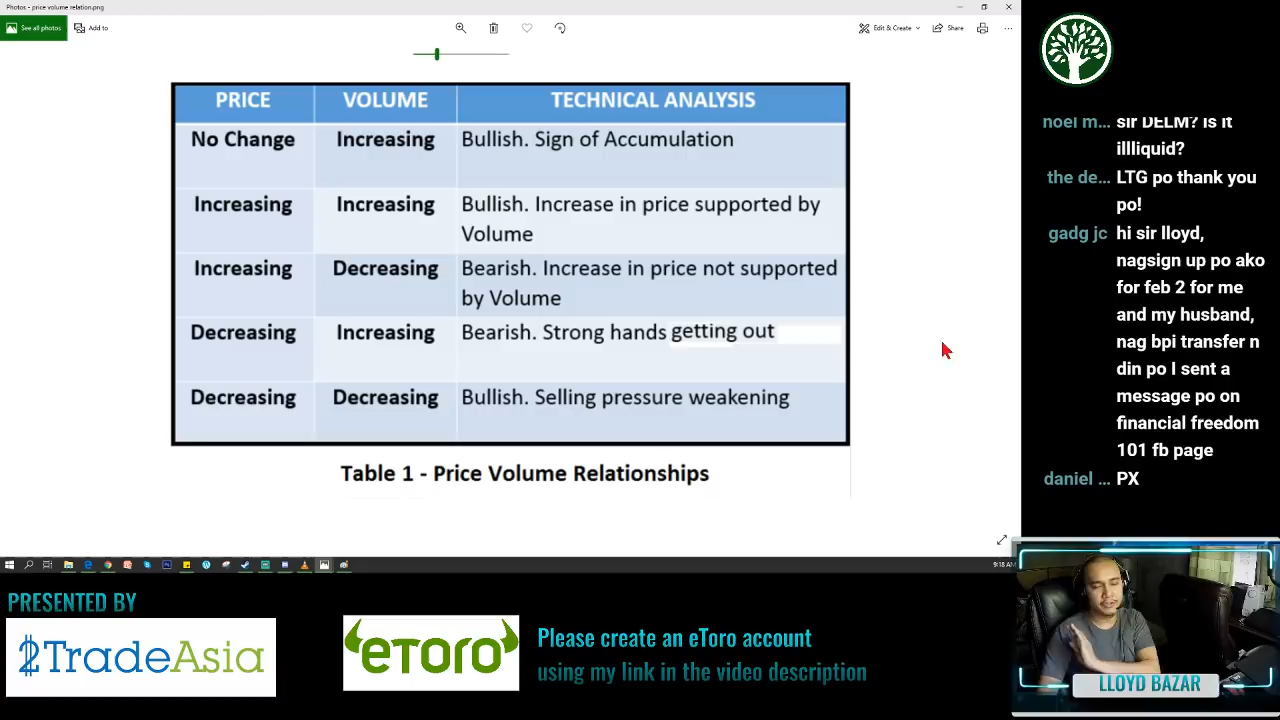 Photos - price volume relation.png
See all photos
Add to
Edit & Create
Share
PRICE VOLUME TECHNICAL ANALYSIS
No Change Increasing Bullish. Sign of Accumulation
Increasing Increasing Bullish. Increase in price supported by
Volume
Increasing Decreasing Bearish. Increase in price not supported
by Volume
Decreasing Increasing Bearish. Strong hands getting out
Decreasing Decreasing Bullish. Selling pressure weakening
Table 1 - Price Volume Relationships
9:18 AM
noel m... sir DELM? is it
illliquid?
the de... LTG po thank you
po!
gadg jc hi sir lloyd,
nagsign up po ako
for feb 2 for me
and my husband,
nag bpi transfer n
din po I sent a
message po on
financial freedom
101 fb page
daniel ... PX
PRESENTED BY
2TradeAsia
eToro
Please create an eToro account
using my link in the video description
LLOYD BAZAR